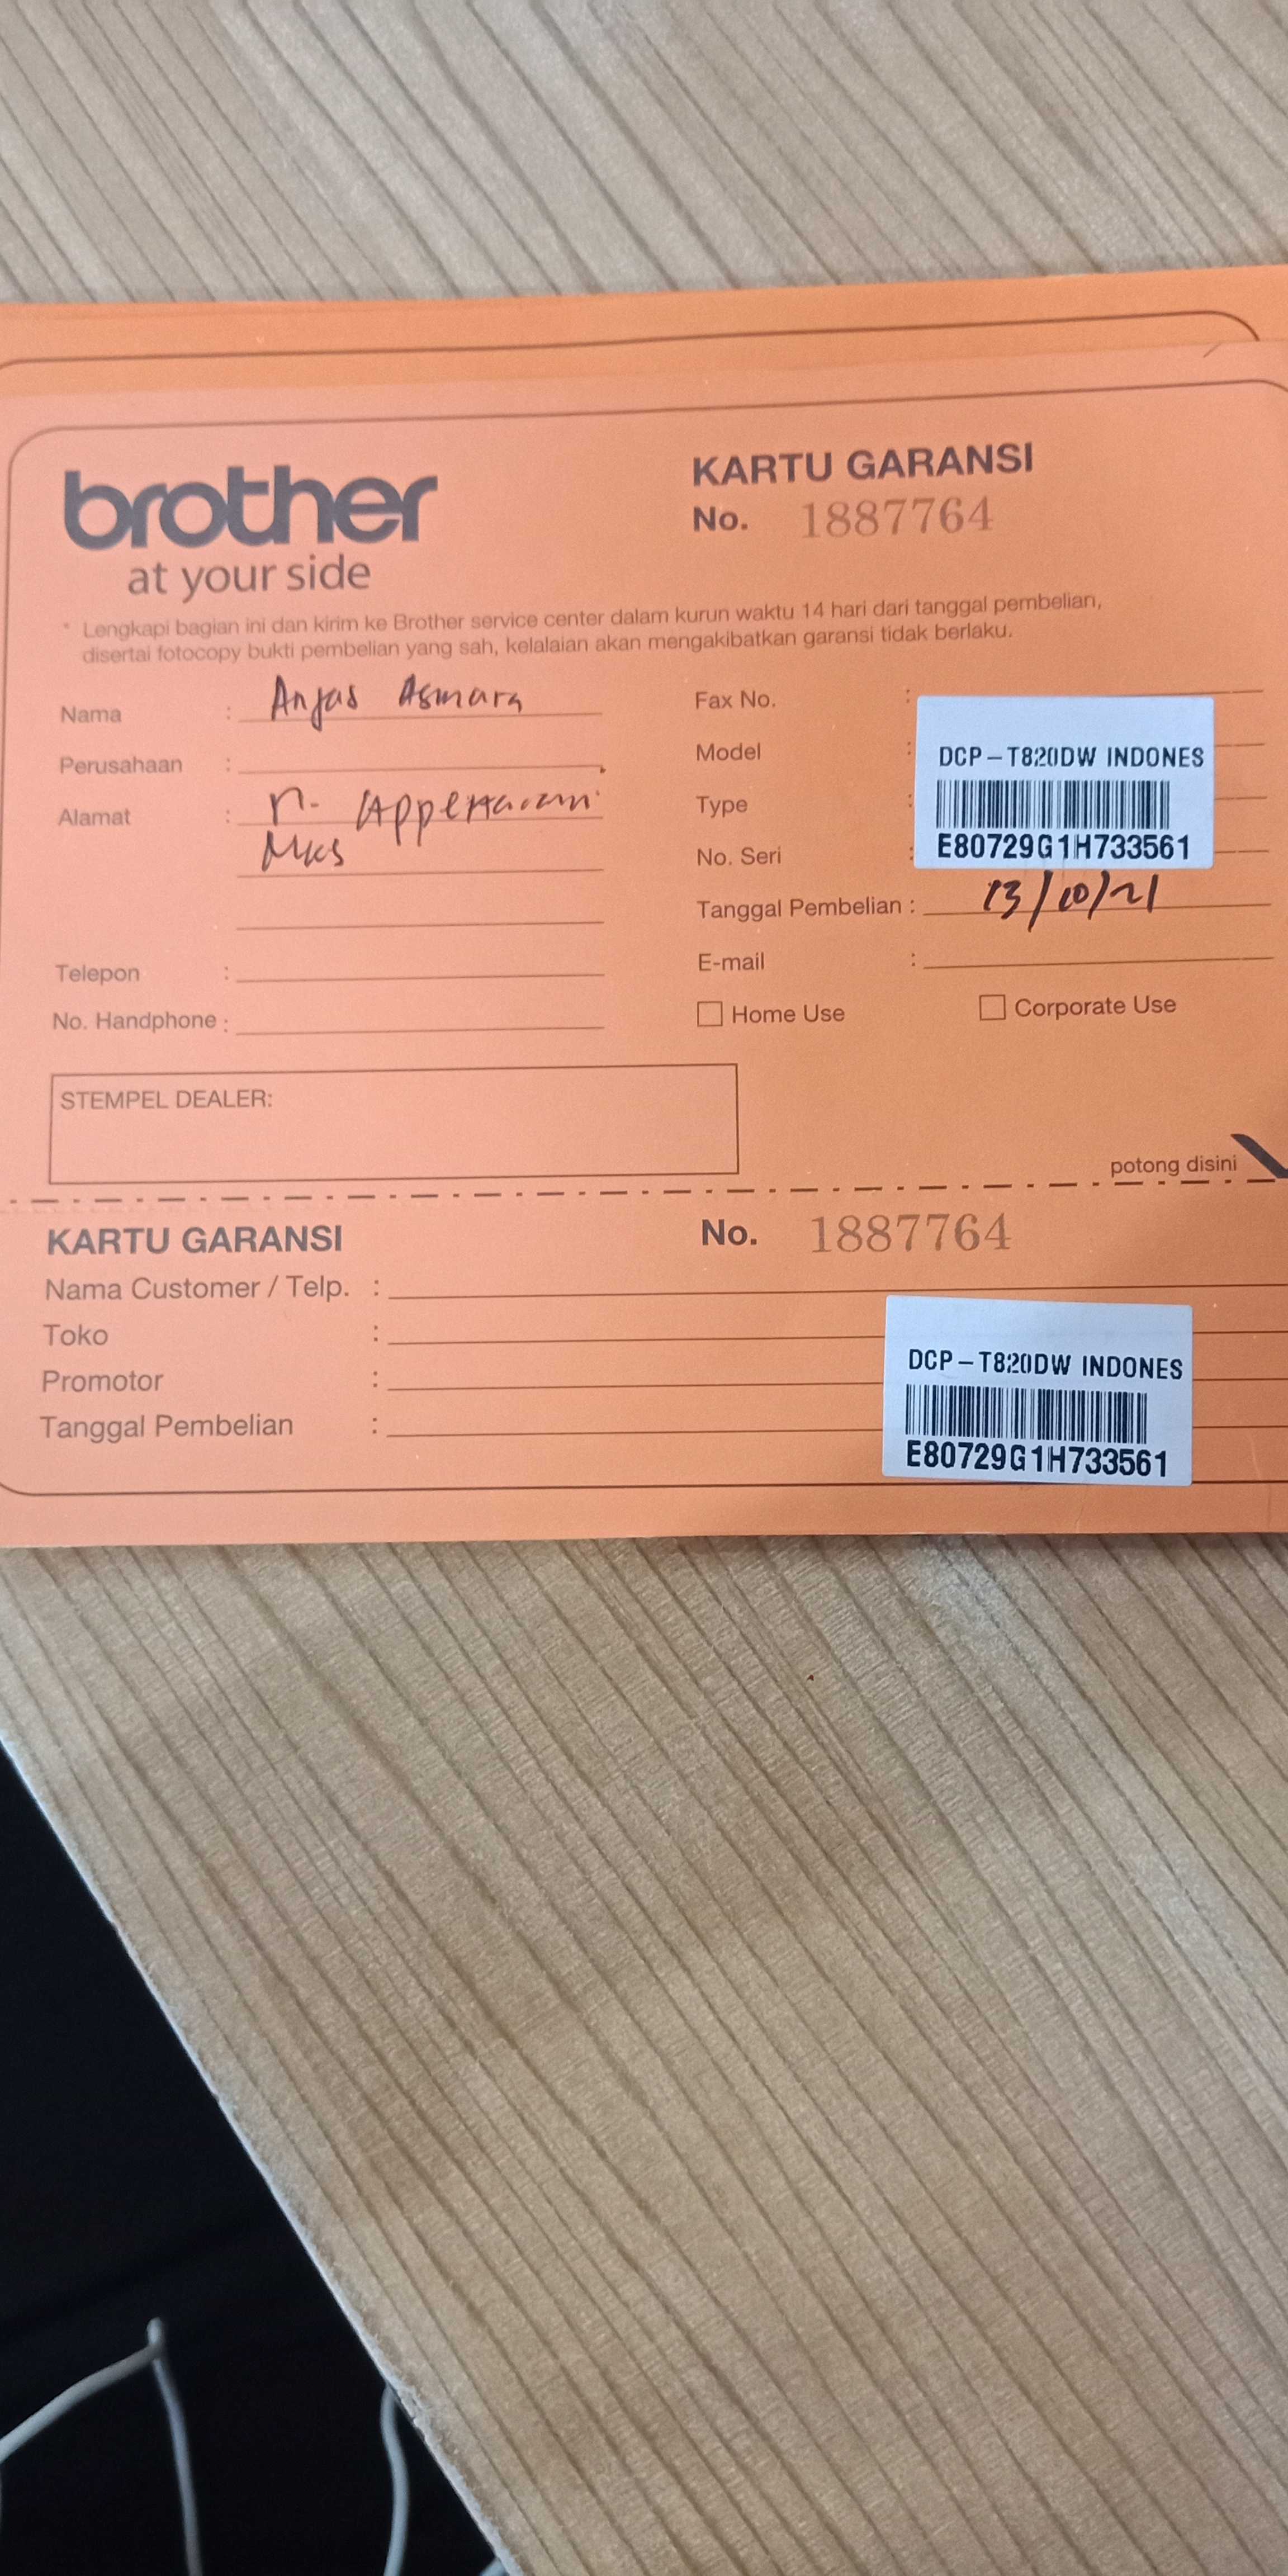 brother
at your side
KARTU GARANSI
No. 1887764
* Lengkapi bagian ini dan kirim ke Brother service center dalam kurun waktu 14 hari dari tanggal pembelian,
disertai fotocopy bukti pembelian yang sah, kelalaian akan mengakibatkan garansi tidak berlaku.
Nama : Anjas Asmara
Perusahaan :
Alamat :
Mks
Telepon :
No. Handphone :
Fax No. :
Model :
Type :
No. Seri :
DCP-T820DW INDONES
E80729G1H733561
Tanggal Pembelian : 13/10/21
E-mail :
Home Use Corporate Use
STEMPEL DEALER:
potong disini
KARTU GARANSI No. 1887764
Nama Customer / Telp. :
Toko :
Promotor :
Tanggal Pembelian :
DCP-T820DW INDONES
E80729G1H733561